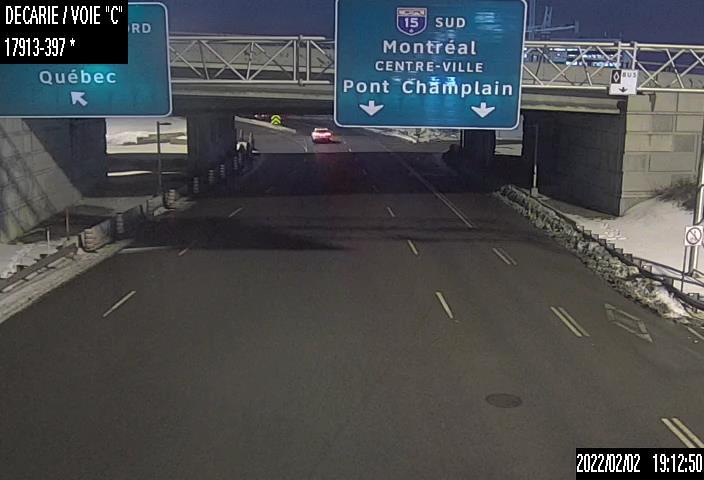 DECARIE / VOIE "C"
17913-397 *
ORD
Québec
15 SUD
Montréal
CENTRE-VILLE
Pont Champlain
BUS
2022/02/02 19:12:50